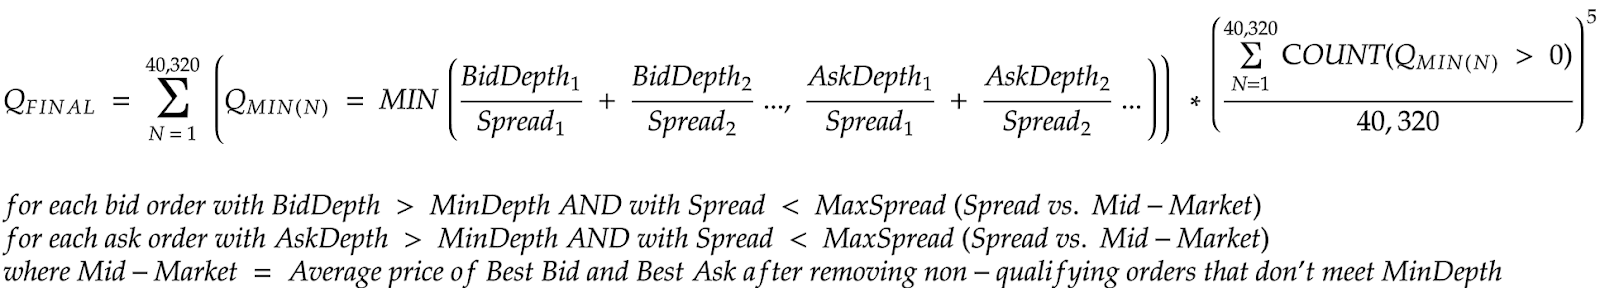 Q_{FINAL} = \sum_{N=1}^{40,320} \left( Q_{MIN(N)} = MIN \left( \frac{BidDepth_1}{Spread_1} + \frac{BidDepth_2}{Spread_2} ..., \frac{AskDepth_1}{Spread_1} + \frac{AskDepth_2}{Spread_2} ... \right) \right) * \left( \frac{\sum_{N=1}^{40,320} COUNT(Q_{MIN(N)} > 0)}{40,320} \right)^5
for each bid order with BidDepth > MinDepth AND with Spread < MaxSpread (Spread vs. Mid – Market)
for each ask order with AskDepth > MinDepth AND with Spread < MaxSpread (Spread vs. Mid – Market)
where Mid – Market = Average price of Best Bid and Best Ask after removing non – qualifying orders that don't meet MinDepth